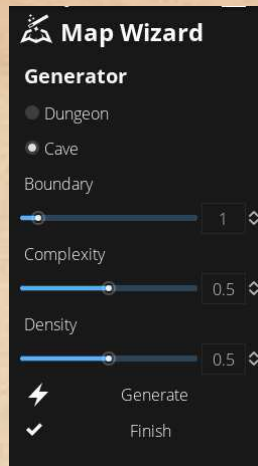 Map Wizard
Generator
Dungeon
Cave
Boundary
1
Complexity
0.5
Density
0.5
Generate
Finish